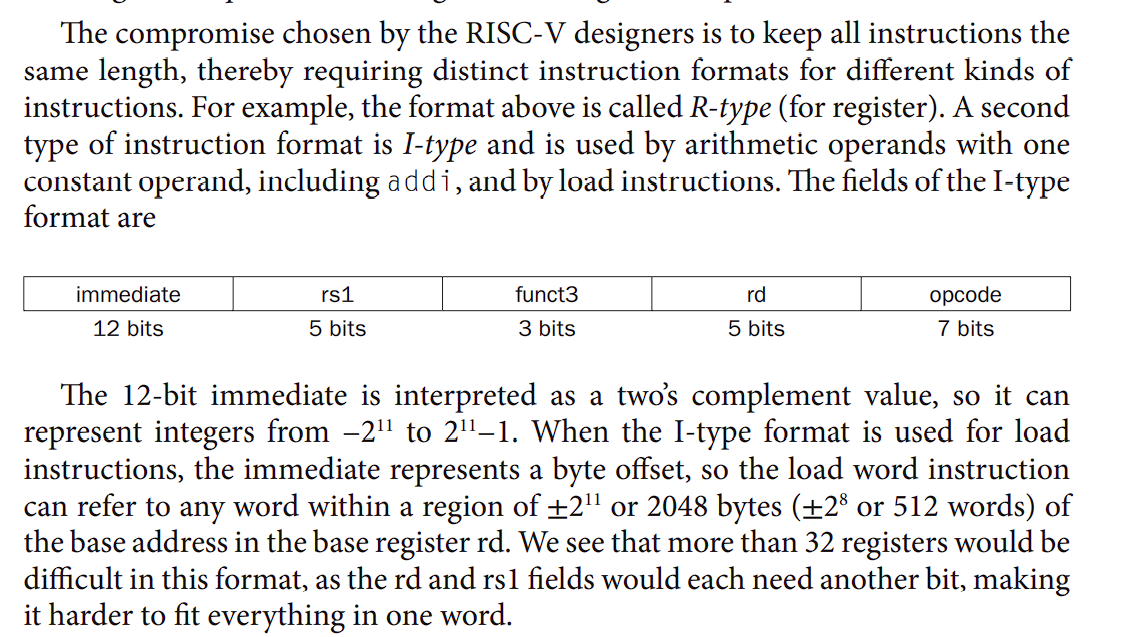 The compromise chosen by the RISC-V designers is to keep all instructions the
same length, thereby requiring distinct instruction formats for different kinds of
instructions. For example, the format above is called R-type (for register). A second
type of instruction format is I-type and is used by arithmetic operands with one
constant operand, including addi, and by load instructions. The fields of the I-type
format are
immediate rs1 funct3 rd opcode
12 bits 5 bits 3 bits 5 bits 7 bits
The 12-bit immediate is interpreted as a two's complement value, so it can
represent integers from −2¹¹ to 2¹¹−1. When the I-type format is used for load
instructions, the immediate represents a byte offset, so the load word instruction
can refer to any word within a region of ±2¹¹ or 2048 bytes (±2⁸ or 512 words) of
the base address in the base register rd. We see that more than 32 registers would be
difficult in this format, as the rd and rs1 fields would each need another bit, making
it harder to fit everything in one word.